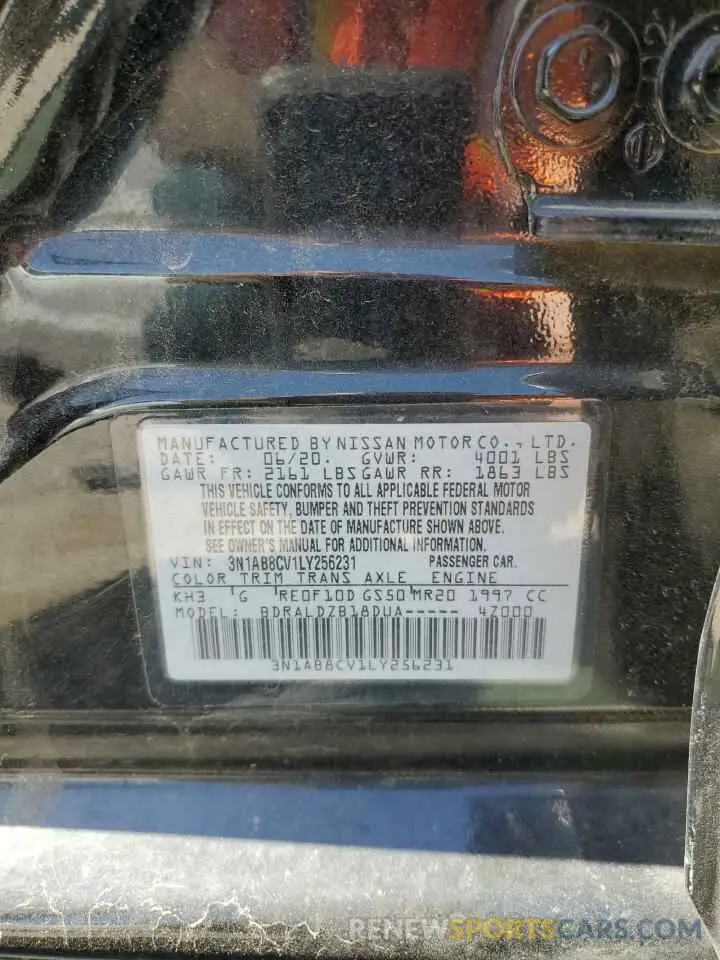 MANUFACTURED BY NISSAN MOTOR CO., LTD.
DATE: 06/20. GVWR: 4001 LBS
GAWR FR: 2161 LBS GAWR RR: 1863 LBS
THIS VEHICLE CONFORMS TO ALL APPLICABLE FEDERAL MOTOR
VEHICLE SAFETY, BUMPER AND THEFT PREVENTION STANDARDS
IN EFFECT ON THE DATE OF MANUFACTURE SHOWN ABOVE.
SEE OWNER'S MANUAL FOR ADDITIONAL INFORMATION.
VIN: 3N1AB8CV1LY256231 PASSENGER CAR.
COLOR TRIM TRANS AXLE ENGINE
KH3 G RE0F10D GS50 MR20 1997 CC
MODEL: BDRALDZB18DUA----- 4Z000
3N1AB8CV1LY256231
RENEWSPORTSCARS.COM